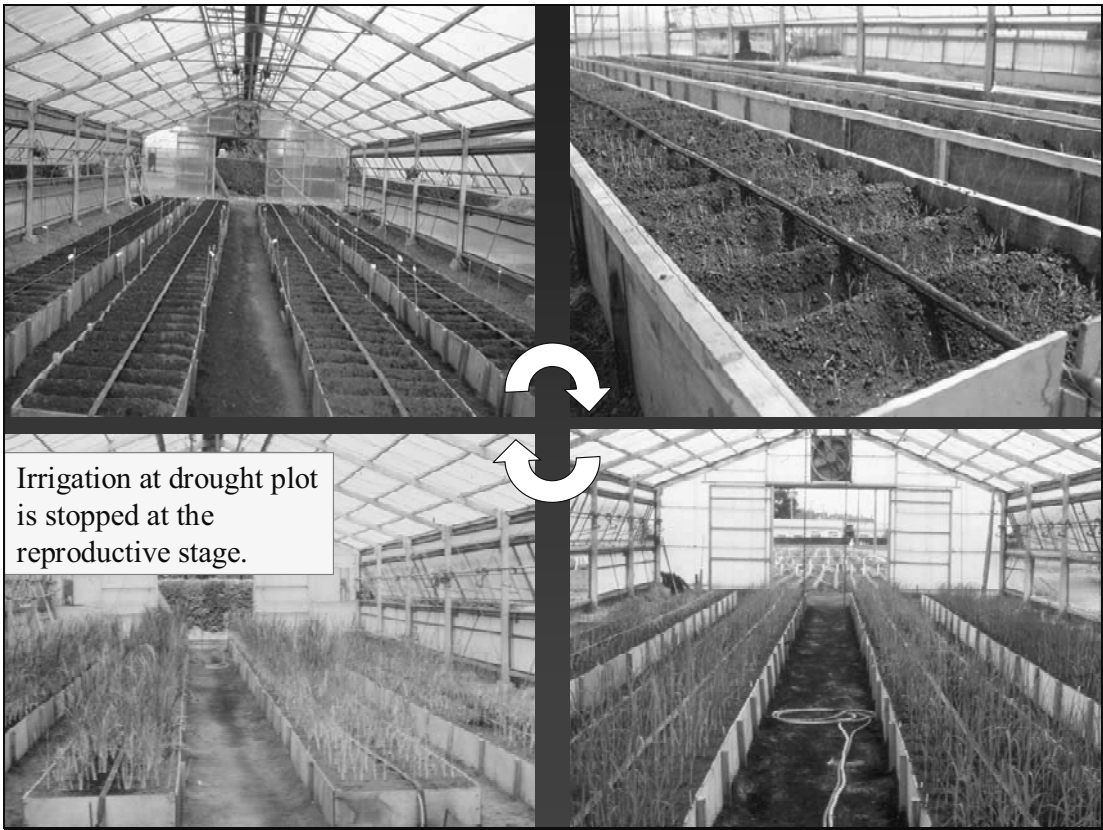 Irrigation at drought plot
is stopped at the
reproductive stage.